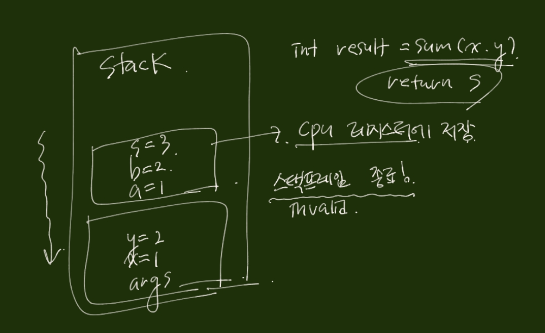 Stack
Int result = sum(x.y)
return S
S=3
b=2
a=1
7. CPU 레지스터에 저장
스택프레임 종료!
Invalid.
y=2
x=1
args